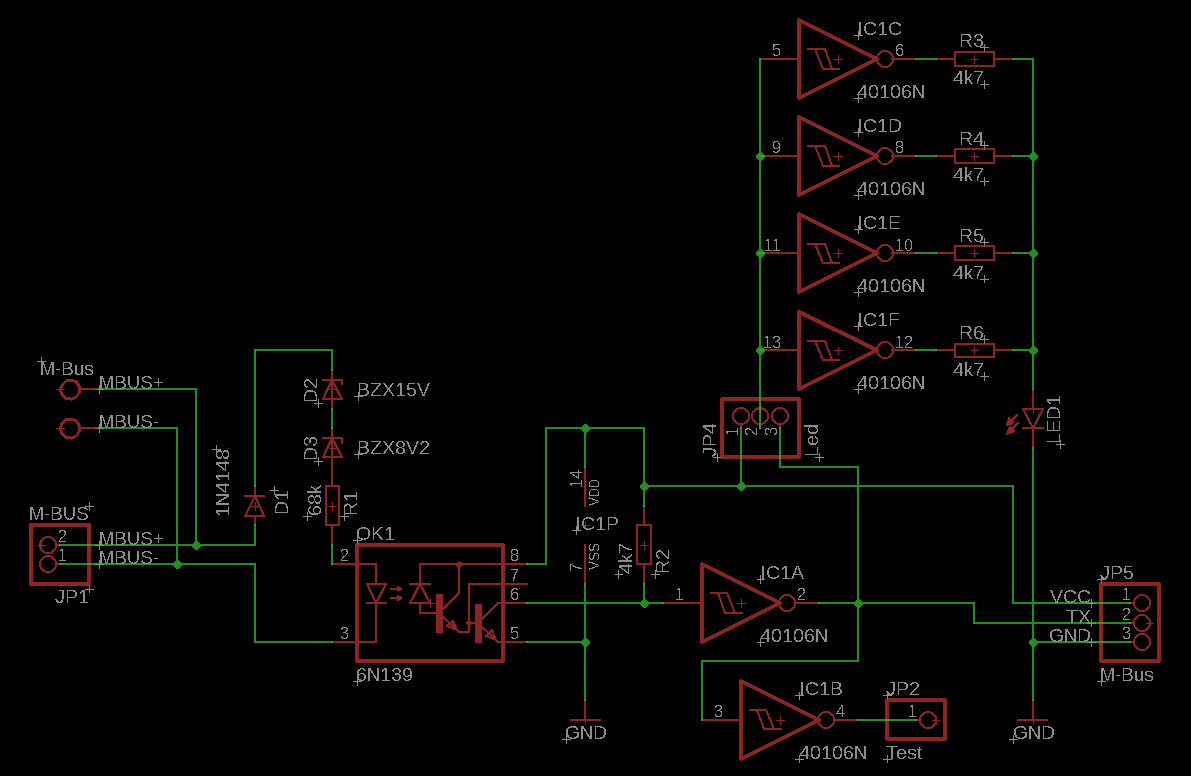 IC1C
5
6
R3
4k7
40106N
IC1D
9
8
R4
4k7
40106N
IC1E
11
10
R5
4k7
40106N
IC1F
13
12
R6
4k7
40106N
JP4
1
2
3
Led
LED1
M-Bus
MBUS+
MBUS-
1N4148
D1
D2
BZX15V
D3
BZX8V2
68k
R1
M-BUS
2
MBUS+
1
MBUS-
JP1
OK1
2
3
8
7
6
5
6N139
14
VDD
IC1P
7
VSS
GND
4k7
R2
IC1A
1
2
40106N
IC1B
3
4
40106N
JP2
1
Test
JP5
VCC
1
TX
2
GND
3
M-Bus
GND